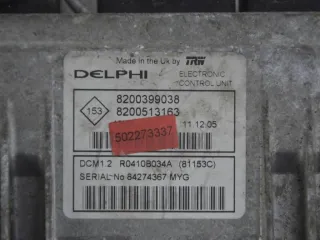 Made in the Uk by TRW
DELPHI ELECTRONIC CONTROL UNIT
153
8200399038
8200513163
502273337
11.12.05
DCM1.2 R0410B034A (81153C)
SERIAL No 84274367 MYG